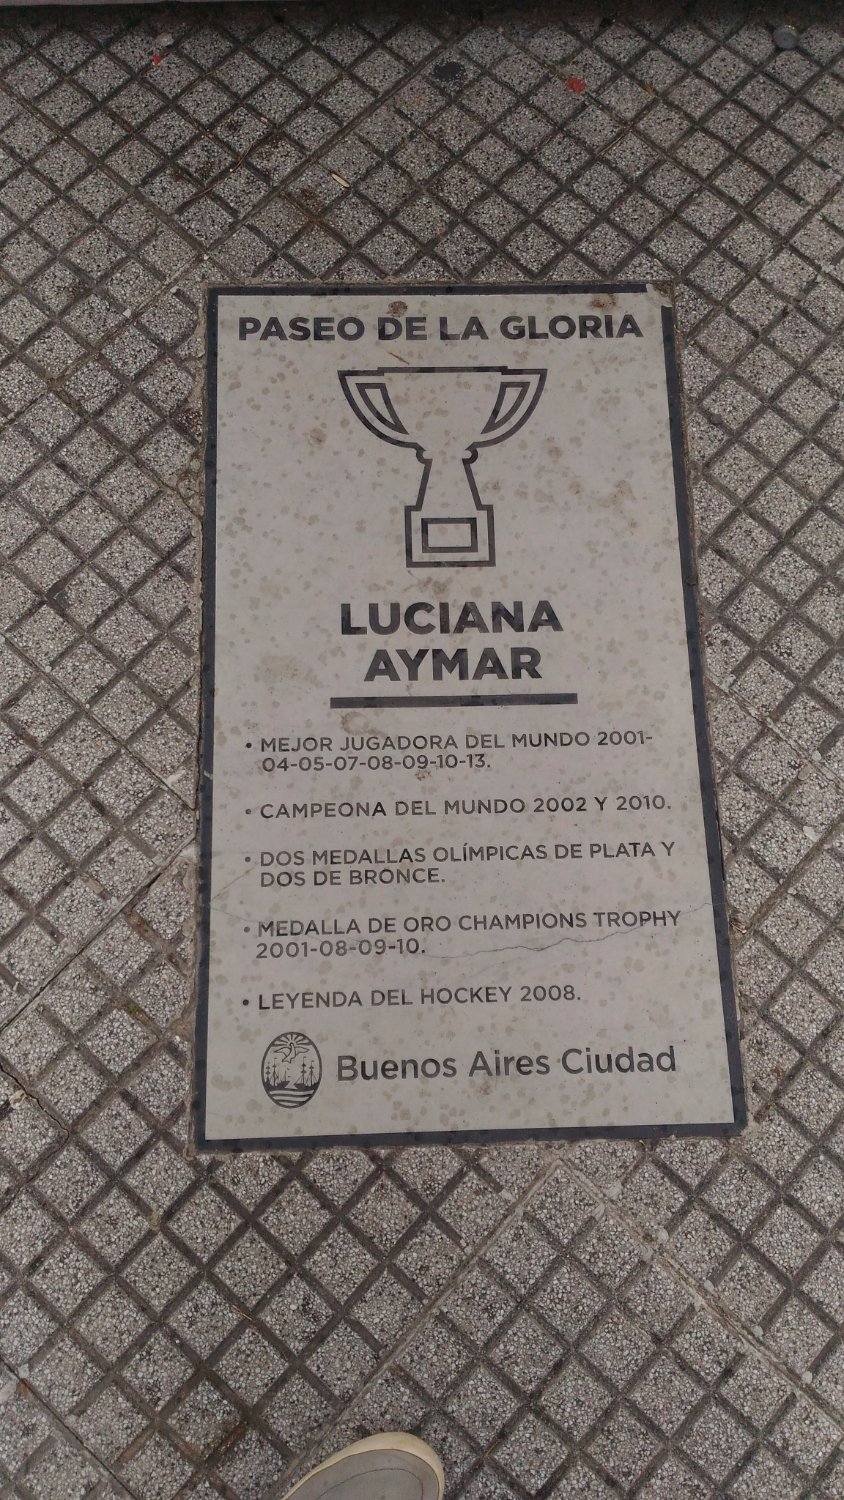 PASEO DE LA GLORIA
LUCIANA
AYMAR
• MEJOR JUGADORA DEL MUNDO 2001-
04-05-07-08-09-10-13.
• CAMPEONA DEL MUNDO 2002 Y 2010.
• DOS MEDALLAS OLÍMPICAS DE PLATA Y
DOS DE BRONCE.
• MEDALLA DE ORO CHAMPIONS TROPHY
2001-08-09-10.
• LEYENDA DEL HOCKEY 2008.
Buenos Aires Ciudad